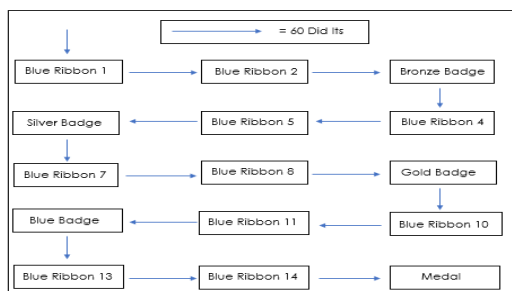 = 60 Did Its
Blue Ribbon 1
Blue Ribbon 2
Bronze Badge
Silver Badge
Blue Ribbon 5
Blue Ribbon 4
Blue Ribbon 7
Blue Ribbon 8
Gold Badge
Blue Badge
Blue Ribbon 11
Blue Ribbon 10
Blue Ribbon 13
Blue Ribbon 14
Medal